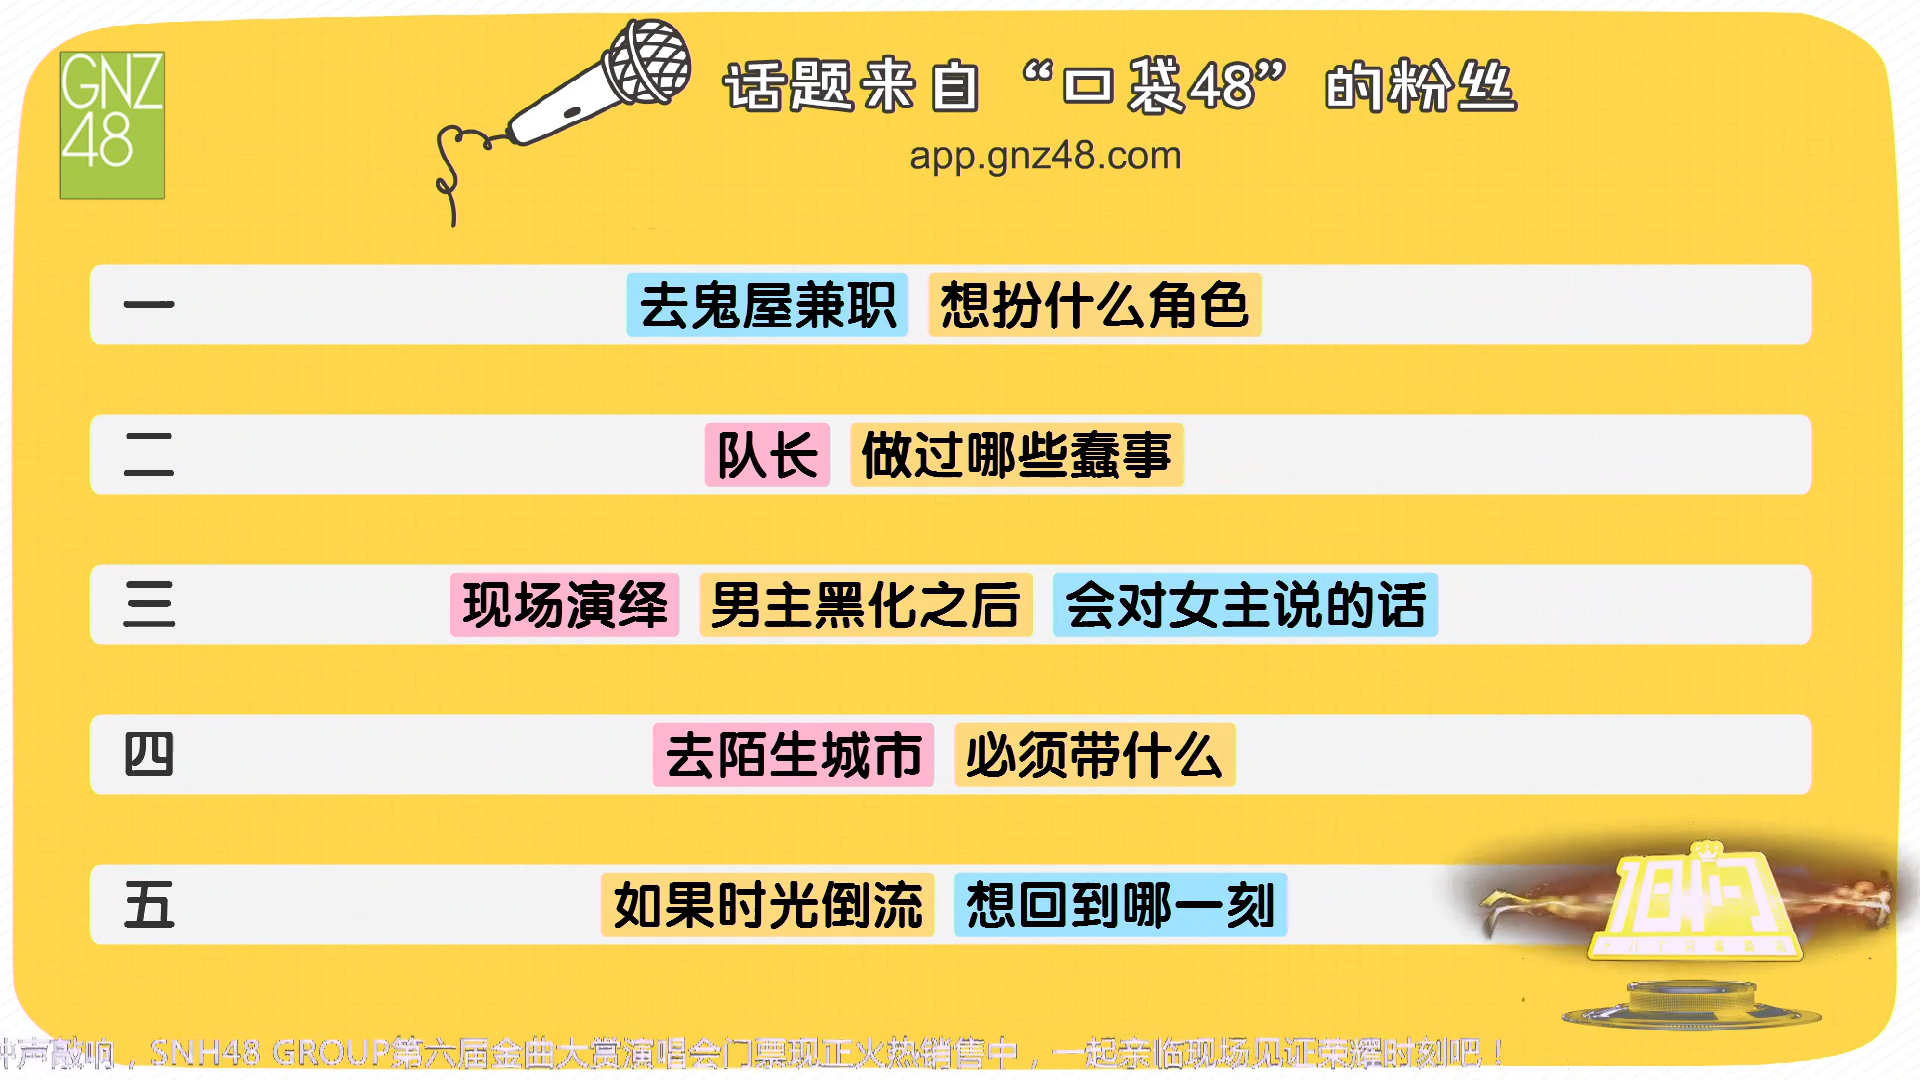 GNZ
48
话题来自“口袋48”的粉丝
app.gnz48.com
一 去鬼屋兼职 想扮什么角色
二 队长 做过哪些蠢事
三 现场演绎 男主黑化之后 会对女主说的话
四 去陌生城市 必须带什么
五 如果时光倒流 想回到哪一刻
声敲响，SNH48 GROUP第六届金曲大赏演唱会门票现正火热销售中，一起亲临现场见证荣耀时刻吧！